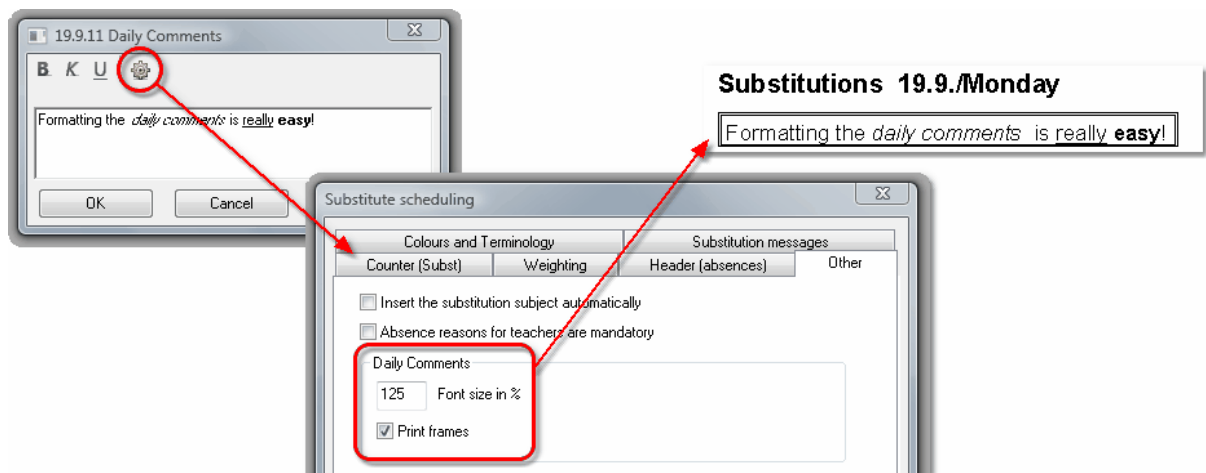 19.9.11 Daily Comments
B K U
Formatting the daily comments is really easy!
OK Cancel
Substitutions 19.9./Monday
Formatting the daily comments is really easy!
Substitute scheduling
Colours and Terminology Substitution messages
Counter (Subst) Weighting Header (absences) Other
Insert the substitution subject automatically
Absence reasons for teachers are mandatory
Daily Comments
125 Font size in %
Print frames